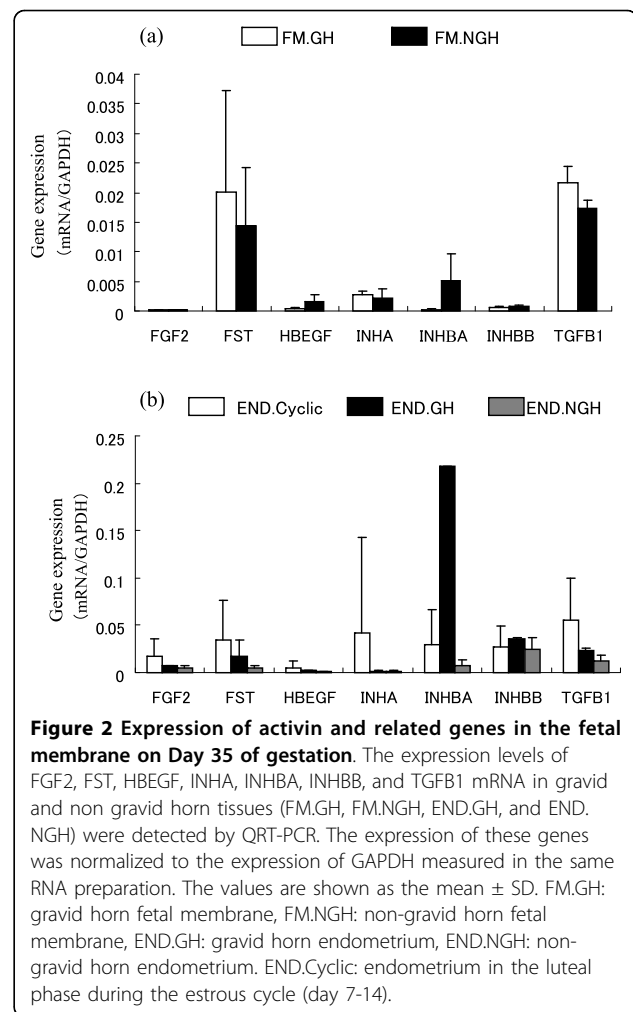 (a)
FM.GH FM.NGH
Gene expression
(mRNA/GAPDH)
0.04
0.035
0.03
0.025
0.02
0.015
0.01
0.005
0
FGF2 FST HBEGF INHA INHBA INHBB TGFB1
(b)
END.Cyclic END.GH END.NGH
Gene expression
(mRNA/GAPDH)
0.25
0.2
0.15
0.1
0.05
0
FGF2 FST HBEGF INHA INHBA INHBB TGFB1
Figure 2 Expression of activin and related genes in the fetal
membrane on Day 35 of gestation. The expression levels of
FGF2, FST, HBEGF, INHA, INHBA, INHBB, and TGFB1 mRNA in gravid
and non gravid horn tissues (FM.GH, FM.NGH, END.GH, and END.
NGH) were detected by QRT-PCR. The expression of these genes
was normalized to the expression of GAPDH measured in the same
RNA preparation. The values are shown as the mean ± SD. FM.GH:
gravid horn fetal membrane, FM.NGH: non-gravid horn fetal
membrane, END.GH: gravid horn endometrium, END.NGH: non-
gravid horn endometrium. END.Cyclic: endometrium in the luteal
phase during the estrous cycle (day 7-14).